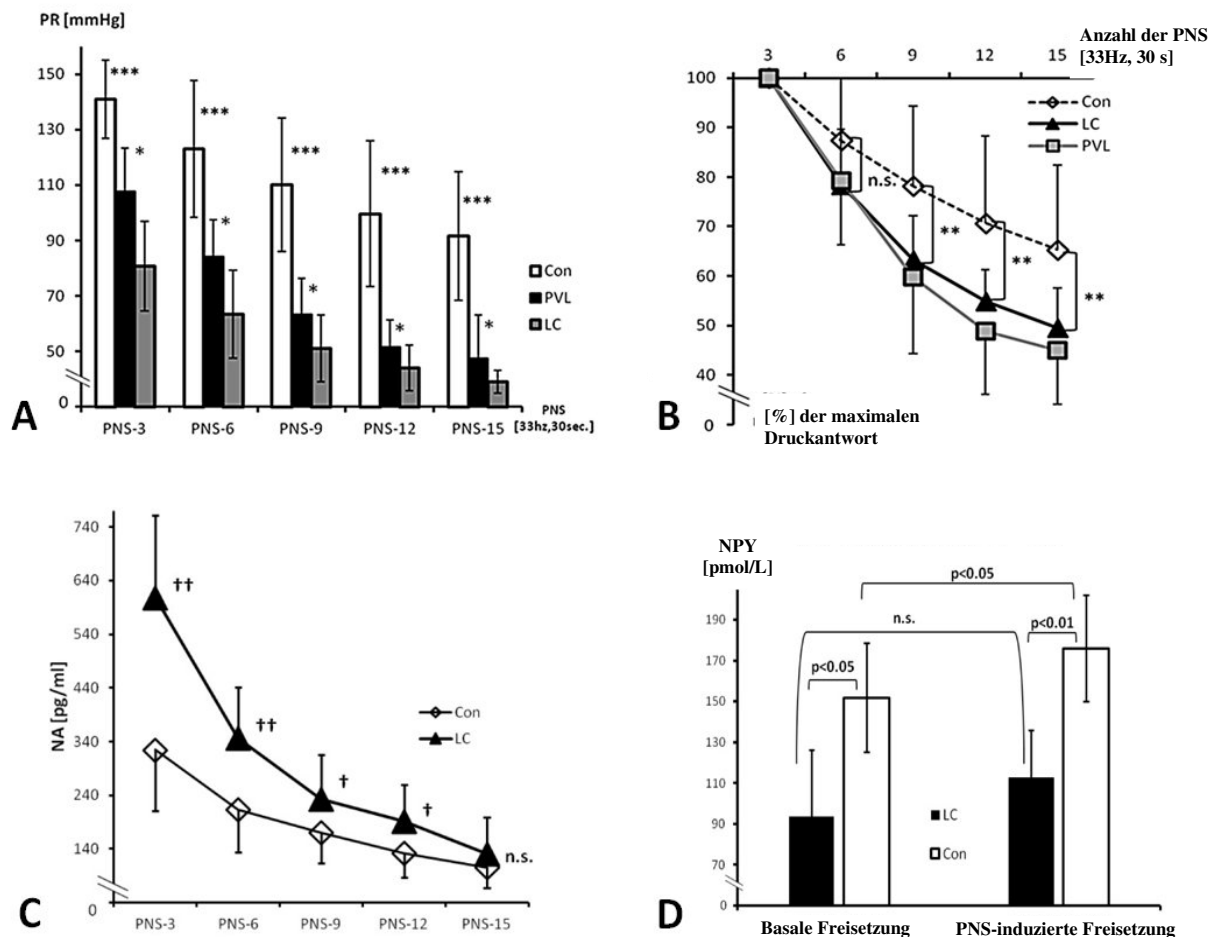 PR [mmHg]
150
130
110
90
70
50
0
***
*
***
*
***
*
***
*
***
*
Con
PVL
LC
PNS-3
PNS-6
PNS-9
PNS-12
PNS-15
PNS
[33hz,30sec.]
A
Anzahl der PNS
[33Hz, 30 s]
3
6
9
12
15
100
90
80
70
60
50
40
0
Con
LC
PVL
n.s.
**
**
**
[%] der maximalen
Druckantwort
B
NA [pg/ml]
740
640
540
440
340
240
140
0
††
††
†
†
n.s.
Con
LC
PNS-3
PNS-6
PNS-9
PNS-12
PNS-15
C
NPY
[pmol/L]
190
170
150
130
110
90
70
0
p<0.05
n.s.
p<0.01
p<0.05
LC
Con
Basale Freisetzung
PNS-induzierte Freisetzung
D